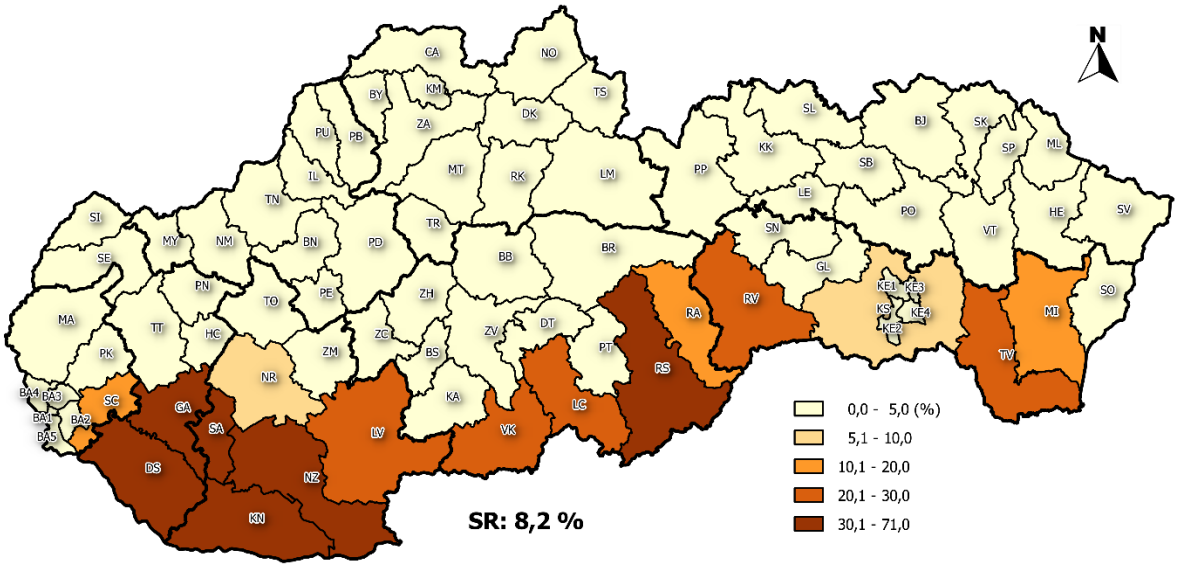 N
CA
NO
BY
KM
TS
PU
PB
ZA
DK
SL
BJ
SK
SP
ML
KK
SB
MT
RK
LM
PP
IL
TN
LE
PO
HE
SV
SI
MY
NM
BN
PD
TR
SN
VT
SE
BB
BR
GL
PN
TO
PE
ZH
KE1
KE3
SO
MA
TT
HC
ZC
ZV
DT
RA
RV
KS
KE4
KE2
MI
PK
ZM
BS
PT
TV
NR
RS
BA4
BA3
SC
GA
KA
LC
BA1
BA2
BA5
SA
LV
VK
DS
NZ
KN
0,0 - 5,0 (%)
5,1 - 10,0
10,1 - 20,0
20,1 - 30,0
30,1 - 71,0
SR: 8,2 %